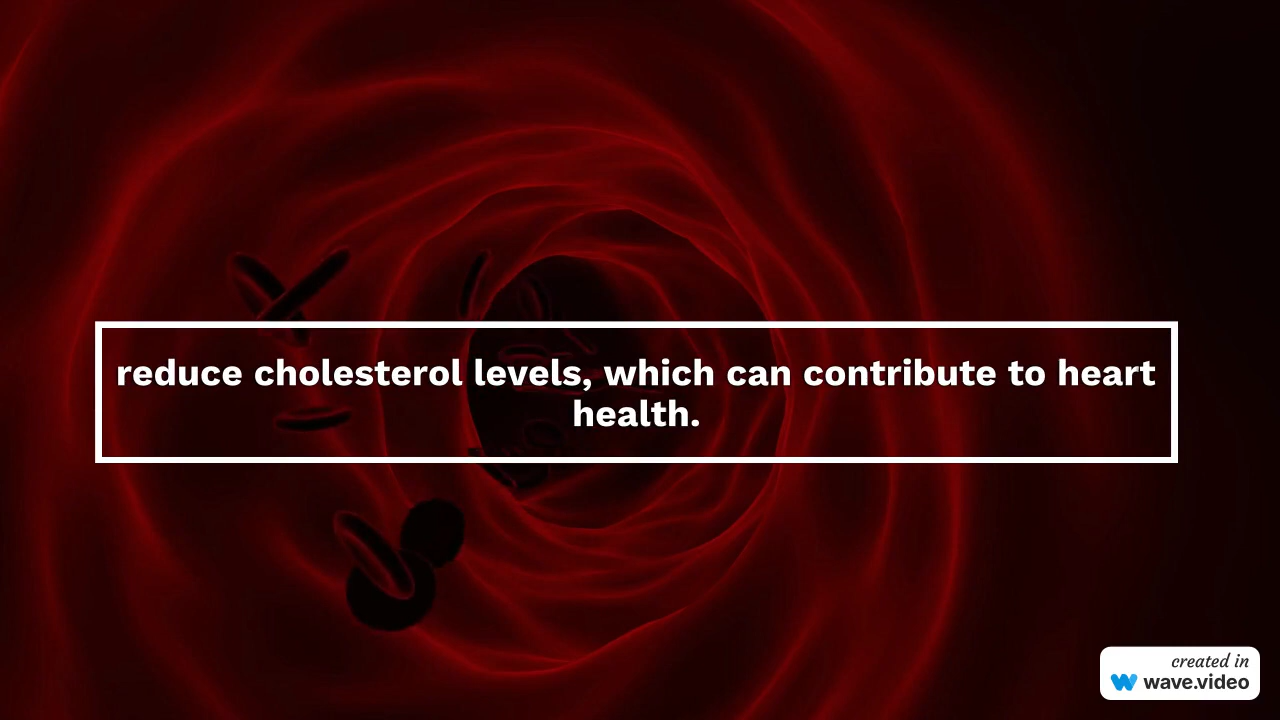 reduce cholesterol levels, which can contribute to heart
health.
created in
wave.video